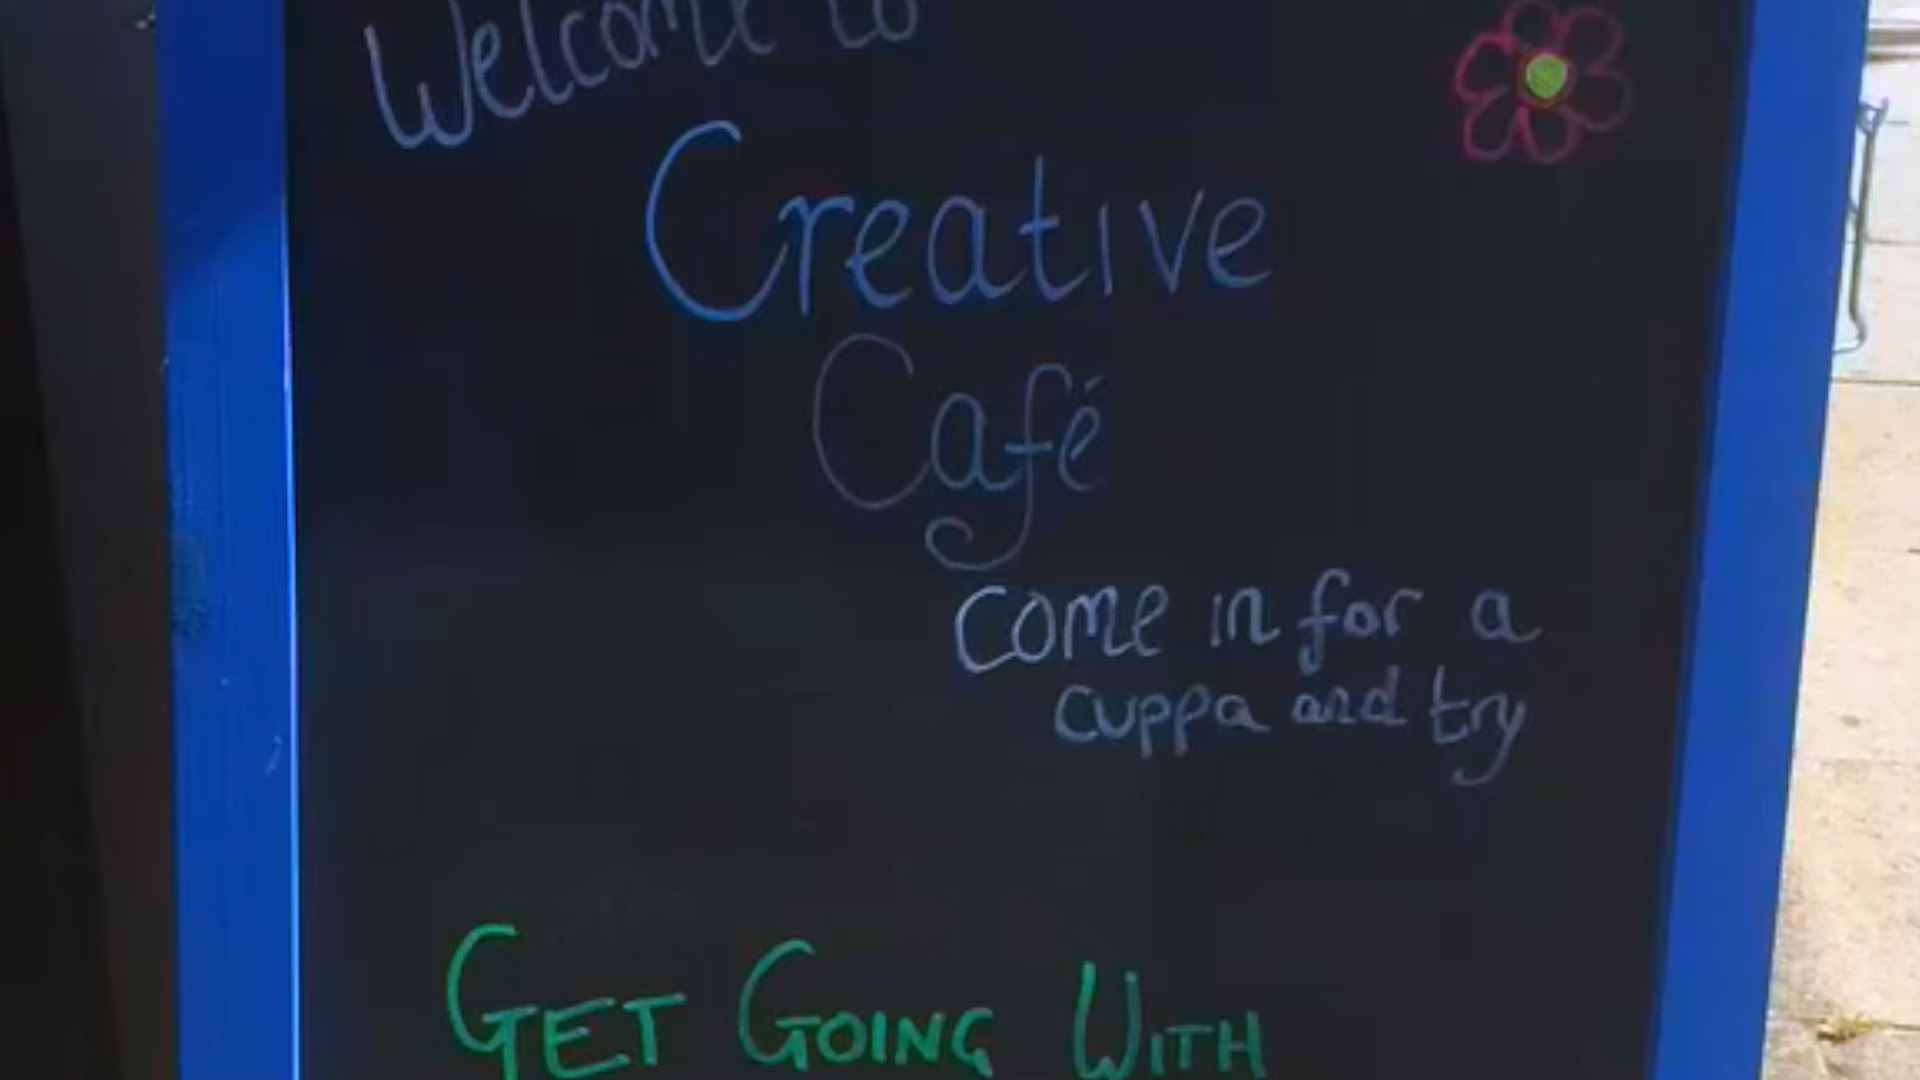 Welcome to
Creative
Café
come in for a
cuppa and try
GET GOING WITH